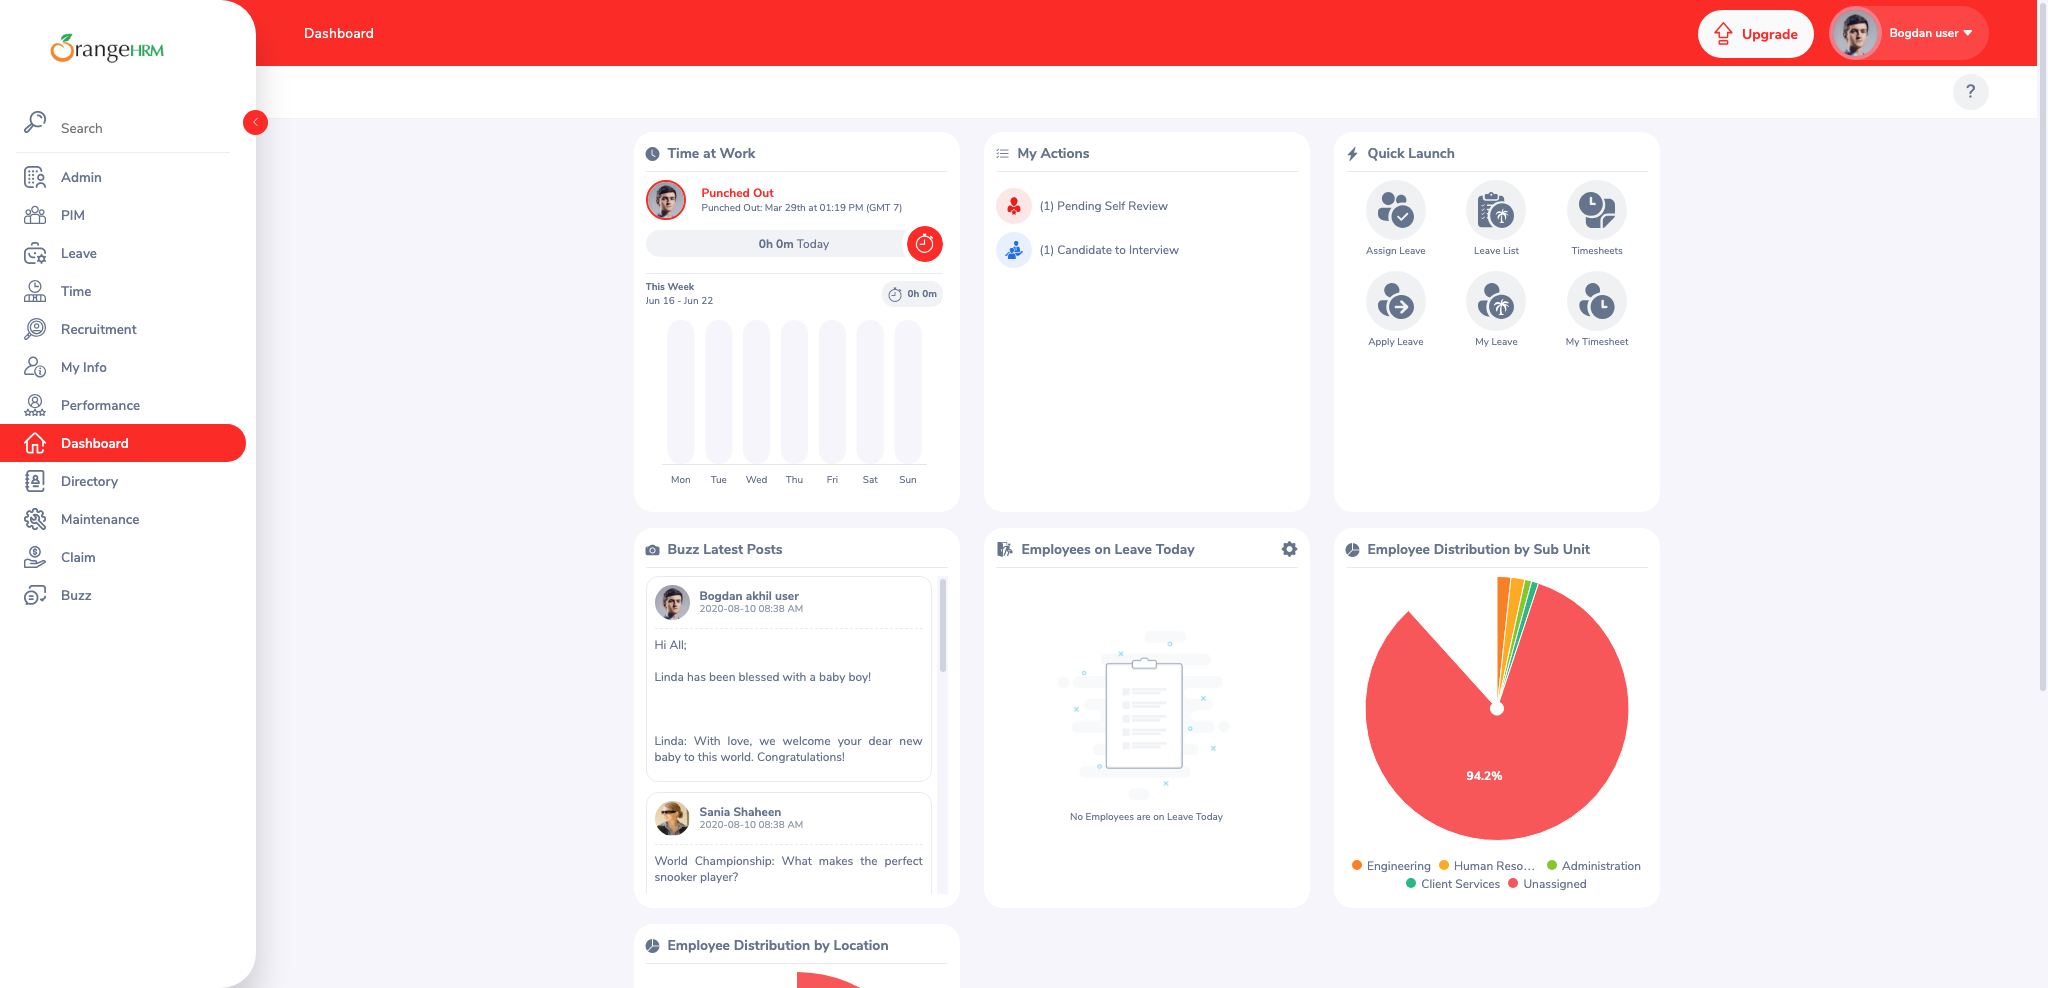 OrangeHRM
Search
Admin
PIM
Leave
Time
Recruitment
My Info
Performance
Dashboard
Directory
Maintenance
Claim
Buzz
Dashboard
Upgrade
Bogdan user
?
Time at Work
Punched Out
Punched Out: Mar 29th at 01:19 PM (GMT 7)
0h 0m Today
This Week
Jun 16 - Jun 22
0h 0m
Mon Tue Wed Thu Fri Sat Sun
My Actions
(1) Pending Self Review
(1) Candidate to Interview
Quick Launch
Assign Leave Leave List Timesheets
Apply Leave My Leave My Timesheet
Buzz Latest Posts
Bogdan akhil user
2020-08-10 08:38 AM
Hi All;
Linda has been blessed with a baby boy!
Linda: With love, we welcome your dear new
baby to this world. Congratulations!
Sania Shaheen
2020-08-10 08:38 AM
World Championship: What makes the perfect
snooker player?
Employees on Leave Today
No Employees are on Leave Today
Employee Distribution by Sub Unit
94.2%
Engineering Human Reso... Administration
Client Services Unassigned
Employee Distribution by Location